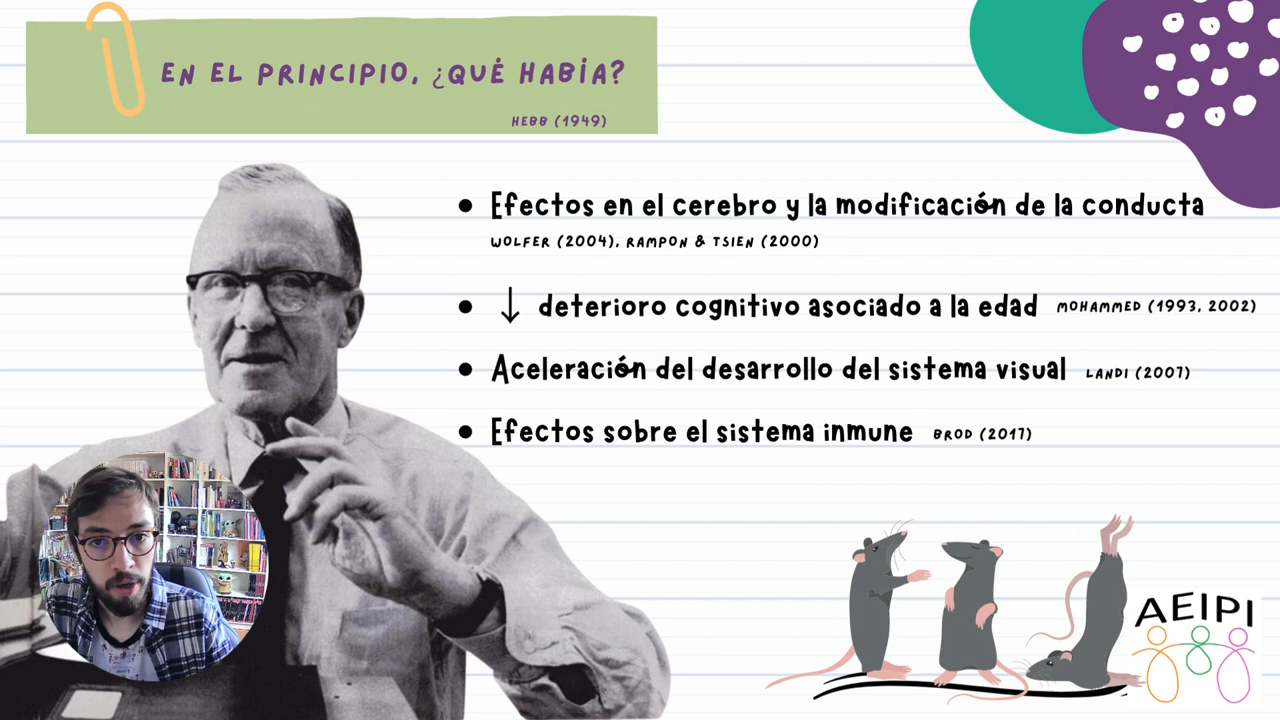 EN EL PRINCIPIO, ¿QUÉ HABÍA?
HEBB (1949)
Efectos en el cerebro y la modificación de la conducta
WOLFER (2004), RAMPON & TSIEN (2000)
↓ deterioro cognitivo asociado a la edad MOHAMMED (1993, 2002)
Aceleración del desarrollo del sistema visual LANDI (2007)
Efectos sobre el sistema inmune BROD (2017)
AEIPI